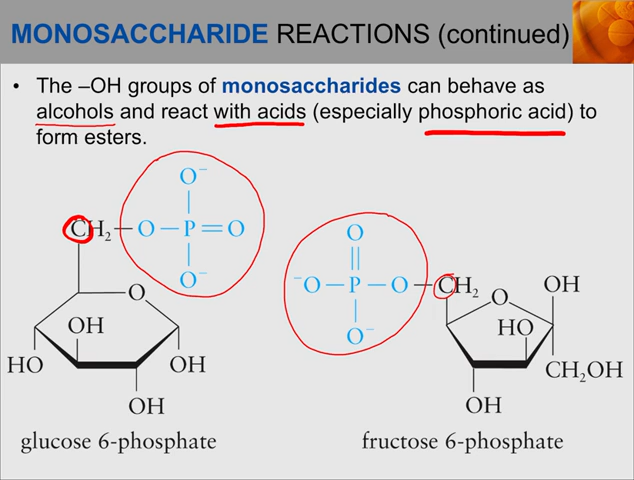 MONOSACCHARIDE REACTIONS (continued)
• The –OH groups of monosaccharides can behave as
alcohols and react with acids (especially phosphoric acid) to
form esters.
O⁻
CH₂—O—P=O
O⁻
O
OH
HO
OH
OH
glucose 6-phosphate
O
⁻O—P—O—CH₂
O⁻
O
OH
HO
CH₂OH
OH
fructose 6-phosphate